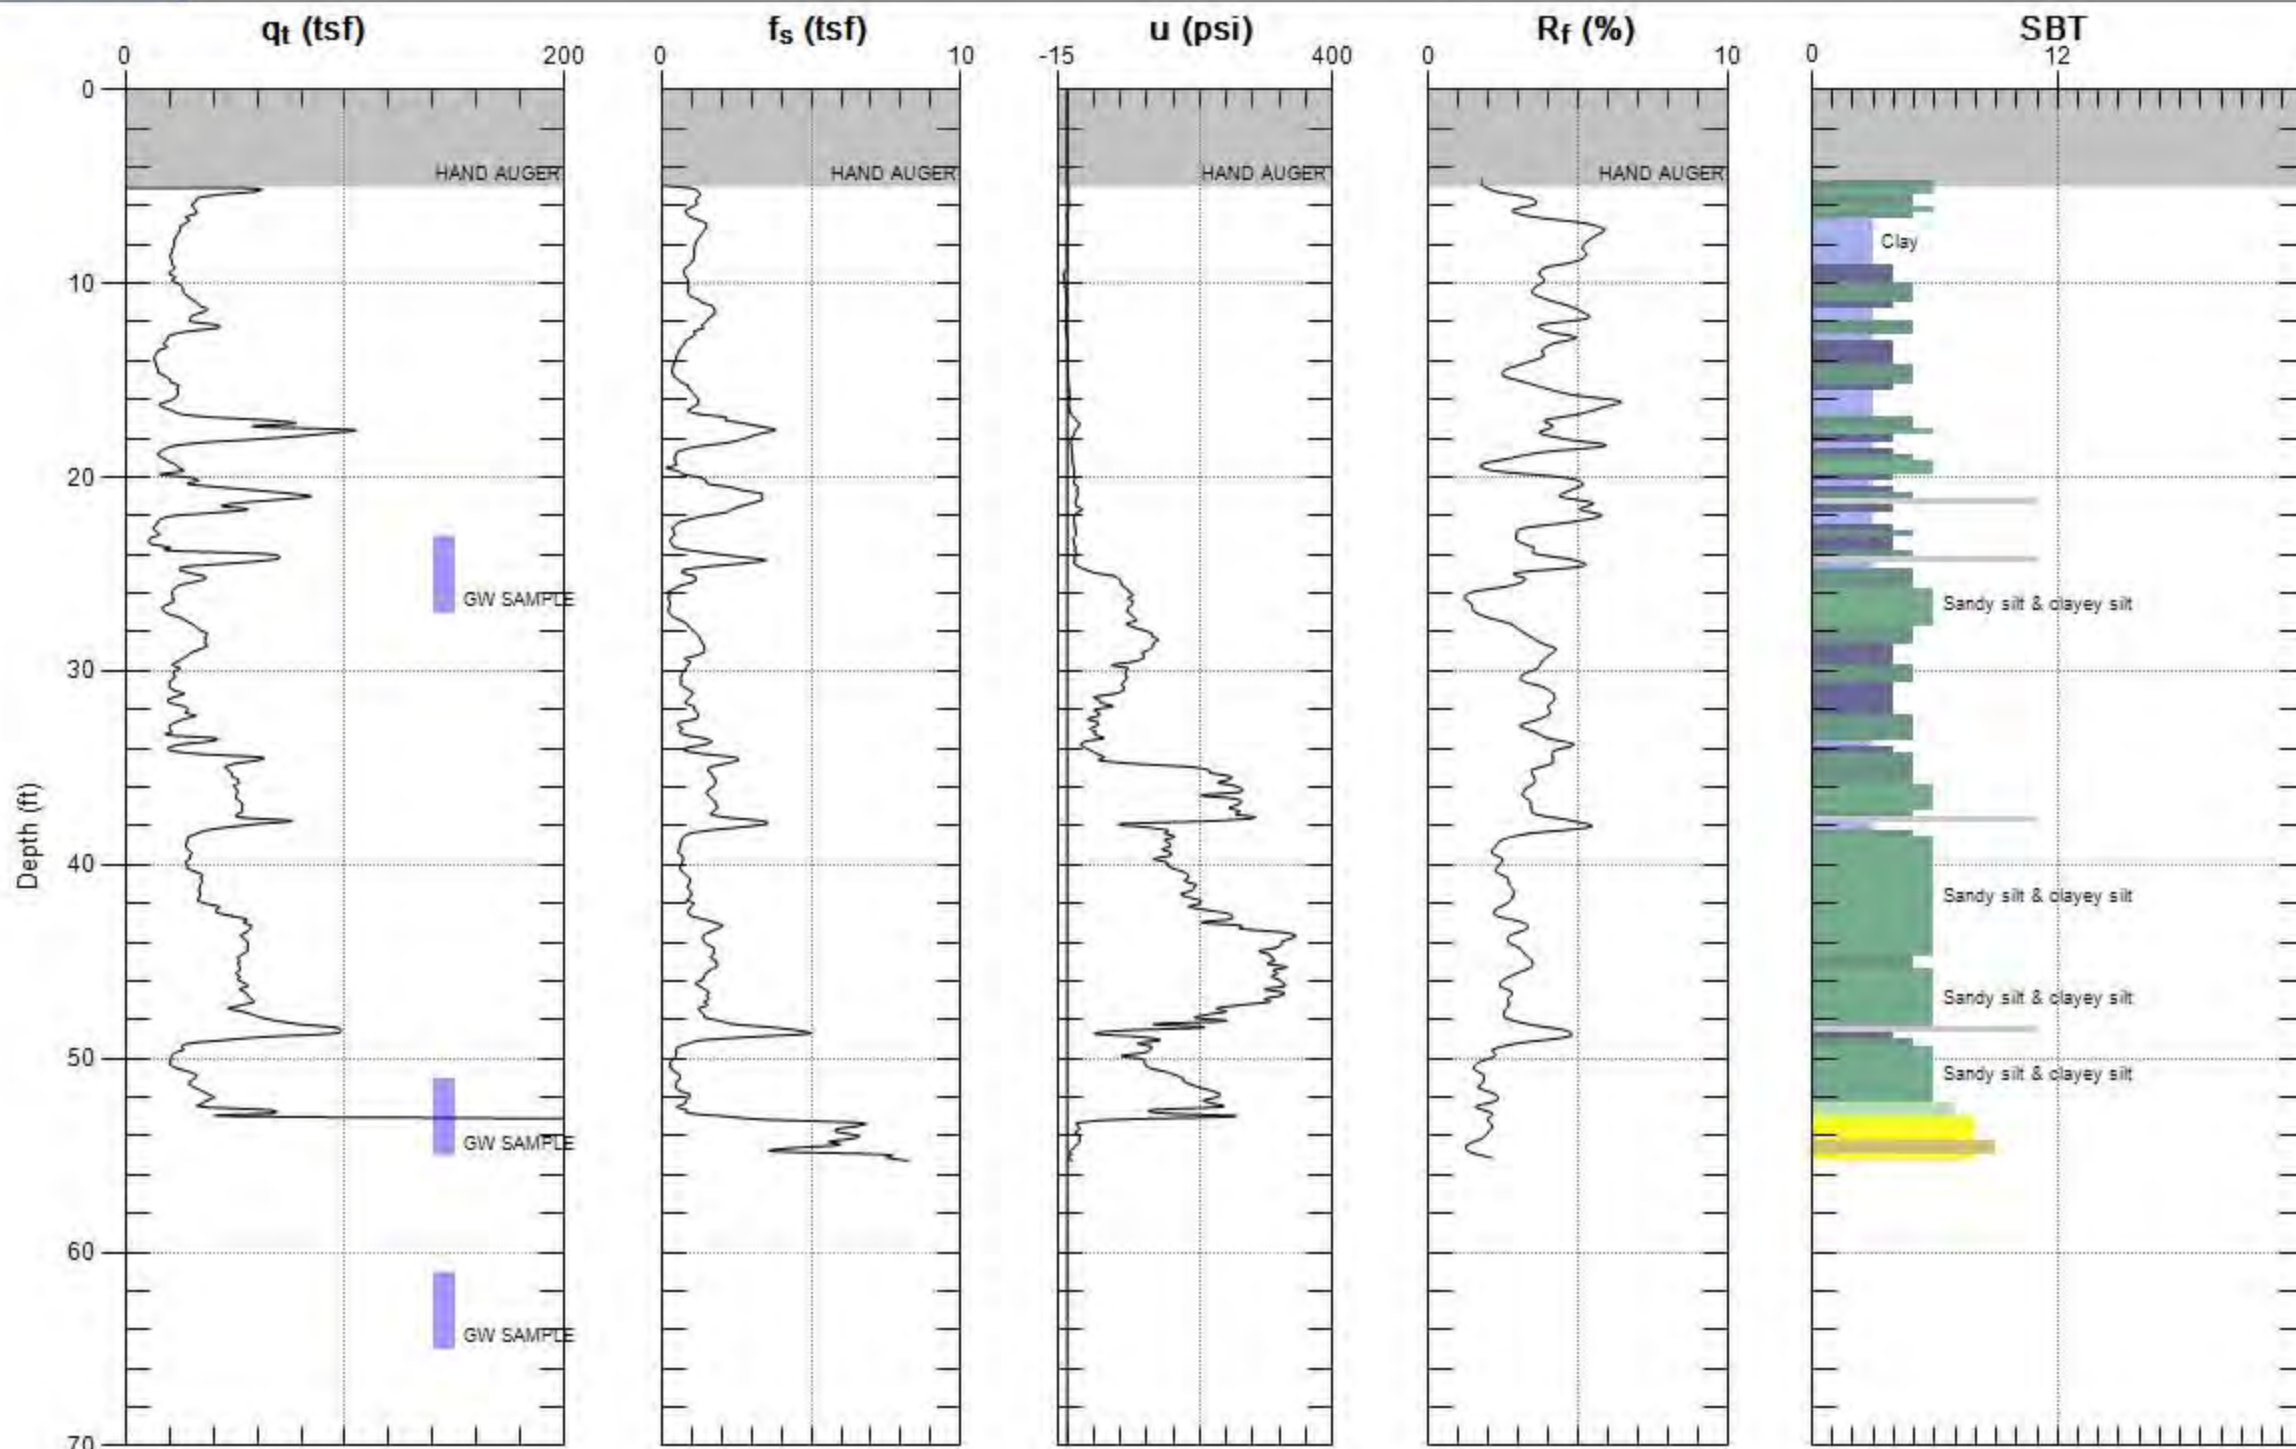 qt (tsf) fs (tsf) u (psi) Rf (%) SBT
0 200 0 10 -15 400 0 10 0 12
0
HAND AUGER HAND AUGER HAND AUGER HAND AUGER
Clay
10
20
GW SAMPLE Sandy silt & clayey silt
30
Depth (ft)
40
Sandy silt & clayey silt
Sandy silt & clayey silt
50
Sandy silt & clayey silt
GW SAMPLE
60
GW SAMPLE
70